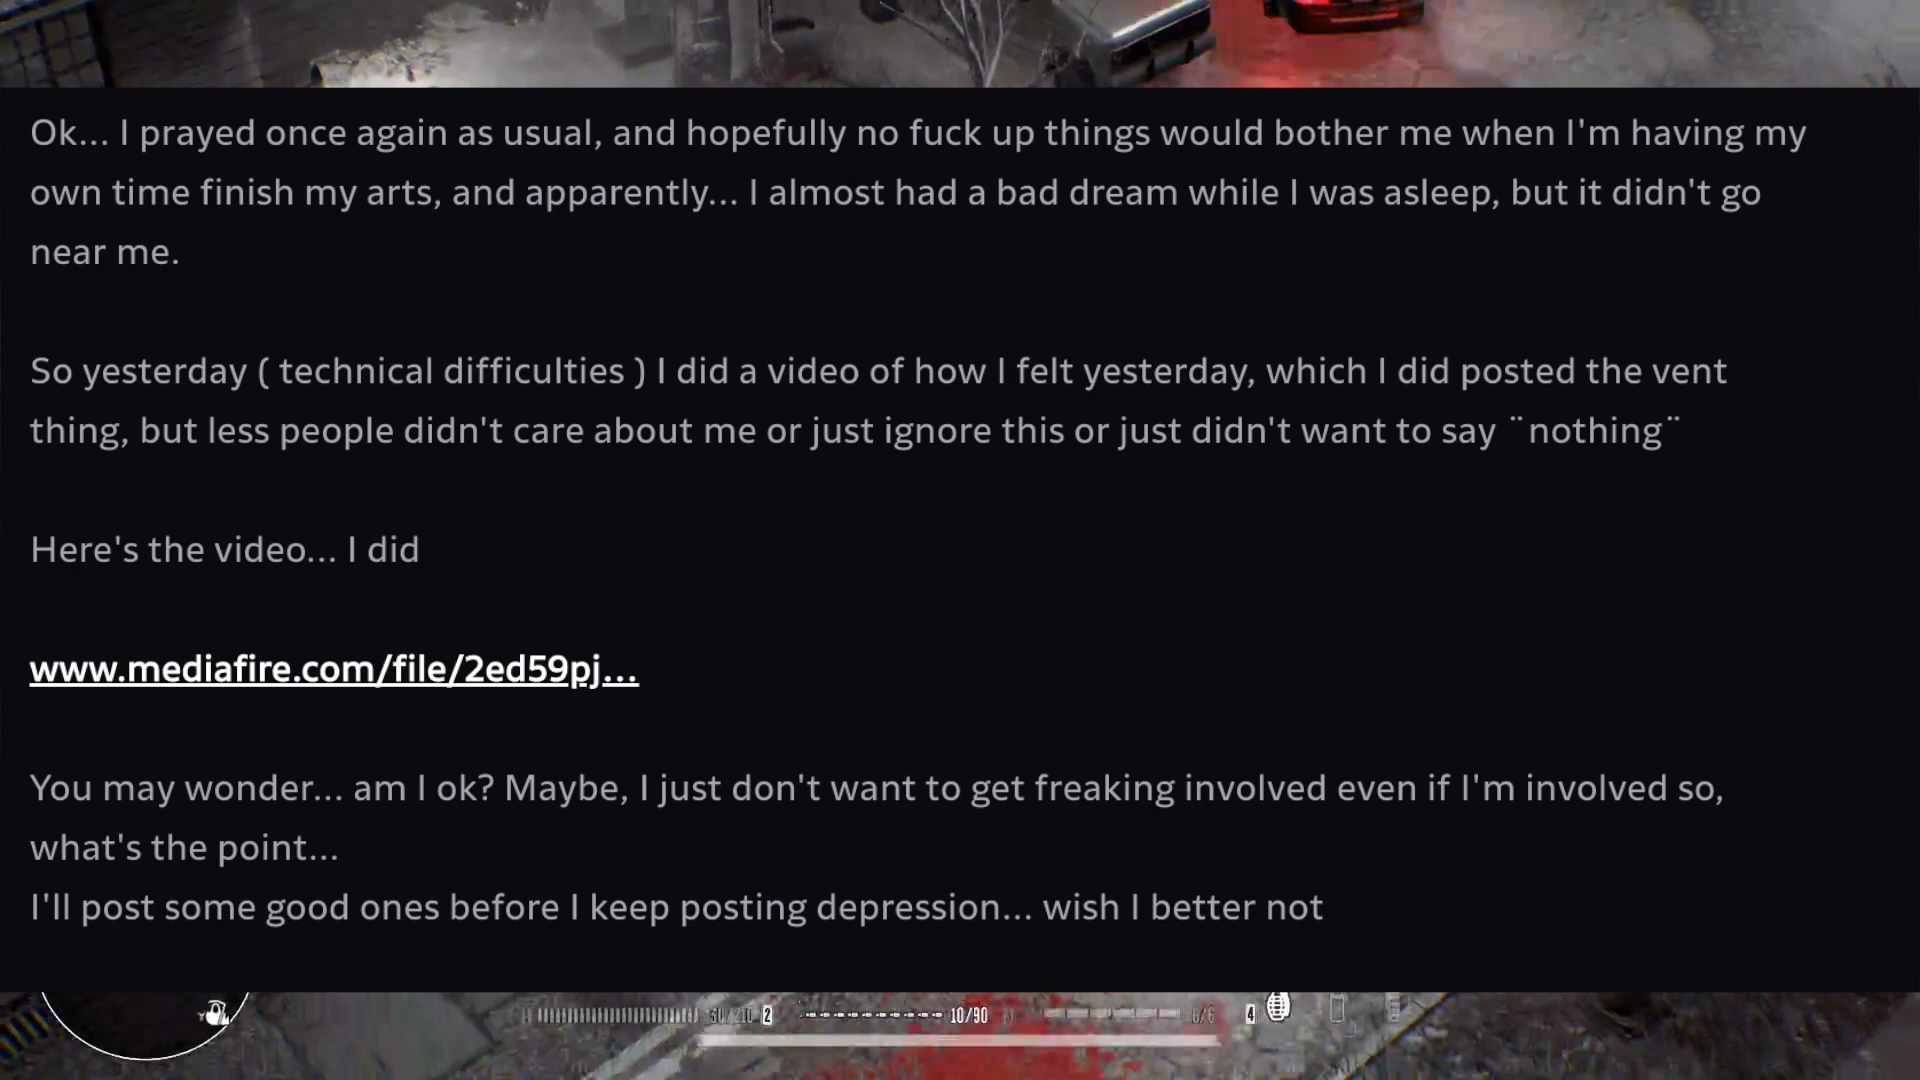 Ok... I prayed once again as usual, and hopefully no fuck up things would bother me when I'm having my
own time finish my arts, and apparently... I almost had a bad dream while I was asleep, but it didn't go
near me.
So yesterday ( technical difficulties ) I did a video of how I felt yesterday, which I did posted the vent
thing, but less people didn't care about me or just ignore this or just didn't want to say ¨nothing¨
Here's the video... I did
www.mediafire.com/file/2ed59pj...
You may wonder... am I ok? Maybe, I just don't want to get freaking involved even if I'm involved so,
what's the point...
I'll post some good ones before I keep posting depression... wish I better not
30/210 2 10/90 6/6 4